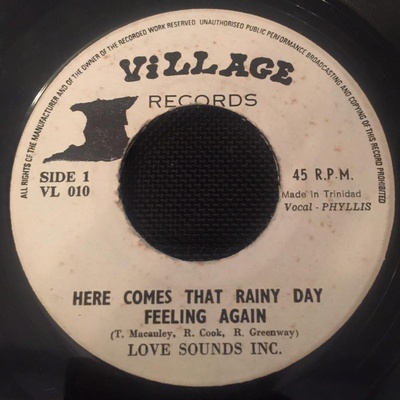 ALL RIGHTS OF THE MANUFACTURER AND OF THE OWNER OF THE RECORDED WORK RESERVED. UNAUTHORISED PUBLIC PERFORMANCE BROADCASTING AND COPYING OF THIS RECORD PROHIBITED
ViLLAGE
RECORDS
SIDE 1
VL 010
45 R.P.M.
Made in Trinidad
Vocal - PHYLLIS
HERE COMES THAT RAINY DAY
FEELING AGAIN
(T. Macauley, R. Cook, R. Greenway)
LOVE SOUNDS INC.